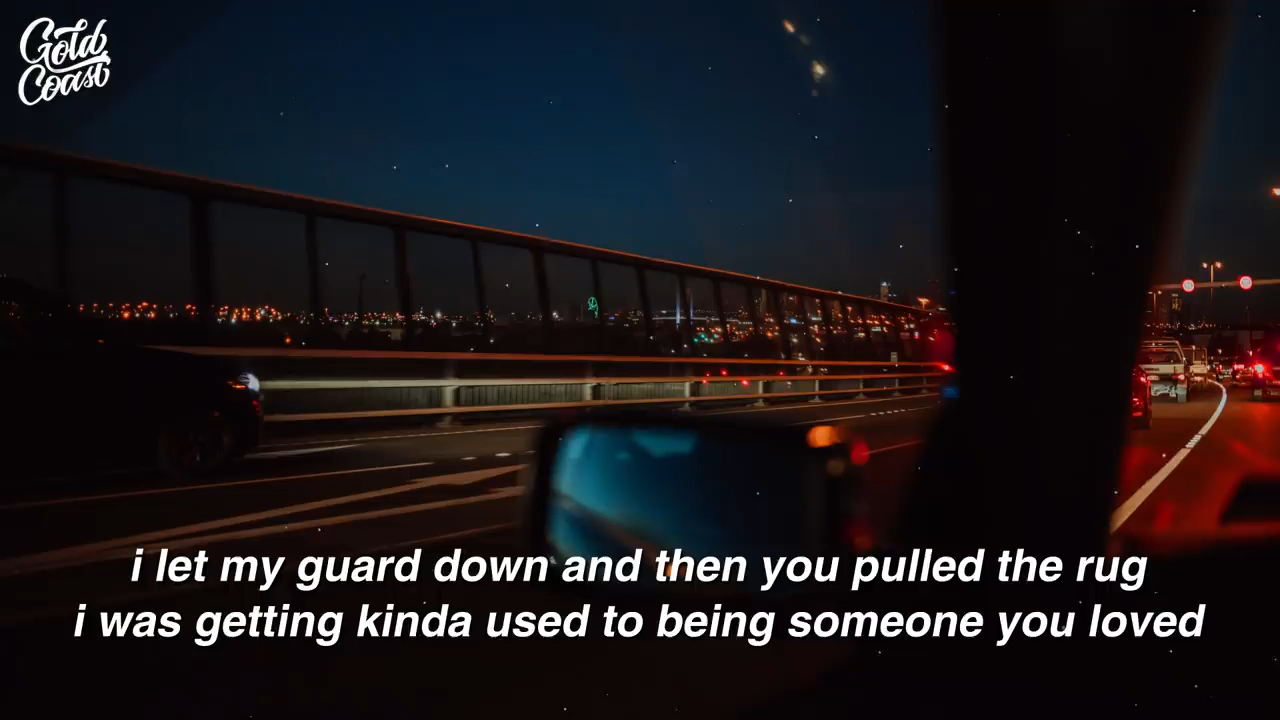 Gold
Coast
i let my guard down and then you pulled the rug
i was getting kinda used to being someone you loved